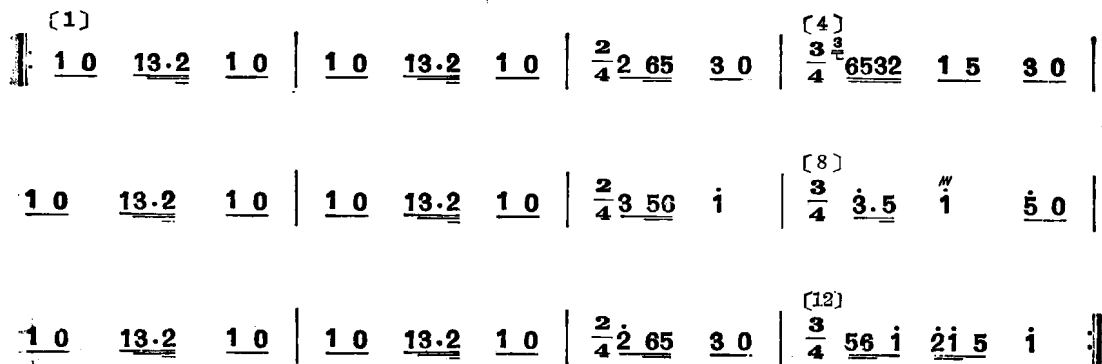 〔1〕 〔4〕
𝄆 1 0 13·2 1 0 | 1 0 13·2 1 0 | 2/4 2 65 3 0 | 3/4 3 6532 1 5 3 0 |
〔8〕
1 0 13·2 1 0 | 1 0 13·2 1 0 | 2/4 3 56 i̇ | 3/4 3̇.5 i̇ 5̇ 0 |
〔12〕
1 0 13·2 1 0 | 1 0 13·2 1 0 | 2/4 2̇ 65 3 0 | 3/4 56 i̇ 2̇i̇ 5 i̇ 𝄇